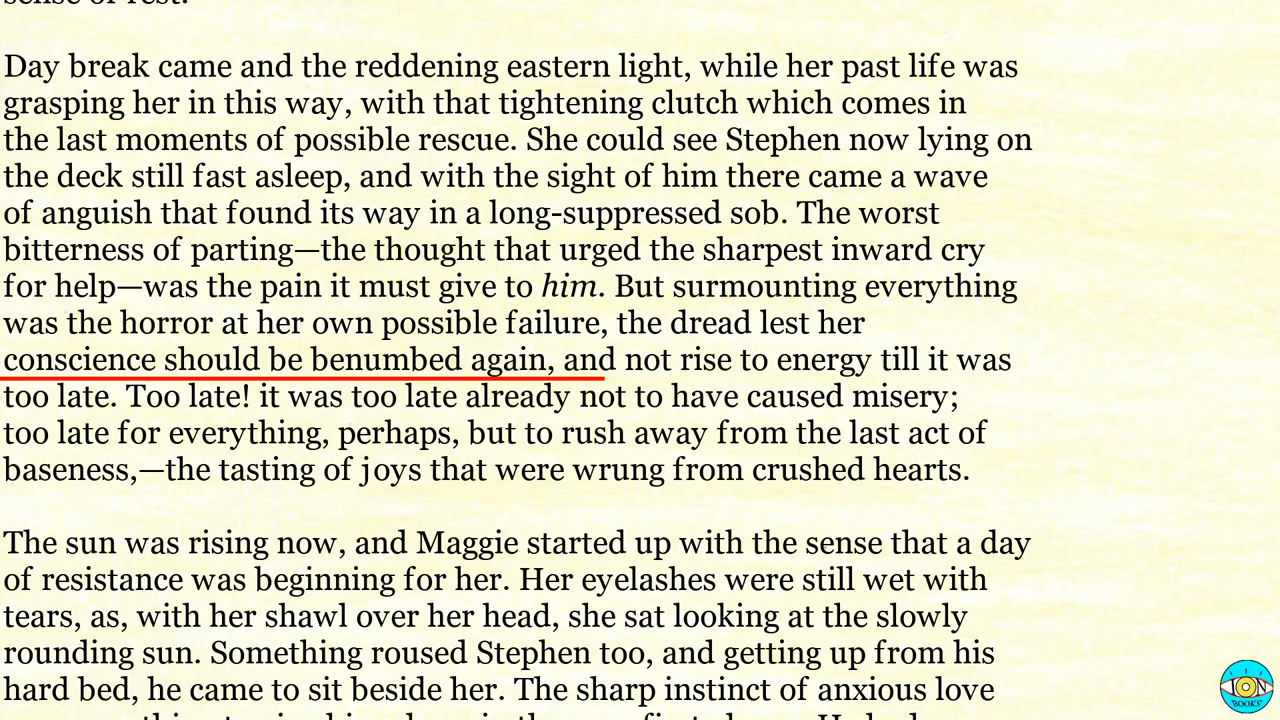 sense of rest.
Day break came and the reddening eastern light, while her past life was
grasping her in this way, with that tightening clutch which comes in
the last moments of possible rescue. She could see Stephen now lying on
the deck still fast asleep, and with the sight of him there came a wave
of anguish that found its way in a long-suppressed sob. The worst
bitterness of parting—the thought that urged the sharpest inward cry
for help—was the pain it must give to him. But surmounting everything
was the horror at her own possible failure, the dread lest her
conscience should be benumbed again, and not rise to energy till it was
too late. Too late! it was too late already not to have caused misery;
too late for everything, perhaps, but to rush away from the last act of
baseness,—the tasting of joys that were wrung from crushed hearts.
The sun was rising now, and Maggie started up with the sense that a day
of resistance was beginning for her. Her eyelashes were still wet with
tears, as, with her shawl over her head, she sat looking at the slowly
rounding sun. Something roused Stephen too, and getting up from his
hard bed, he came to sit beside her. The sharp instinct of anxious love
ION
BOOKS